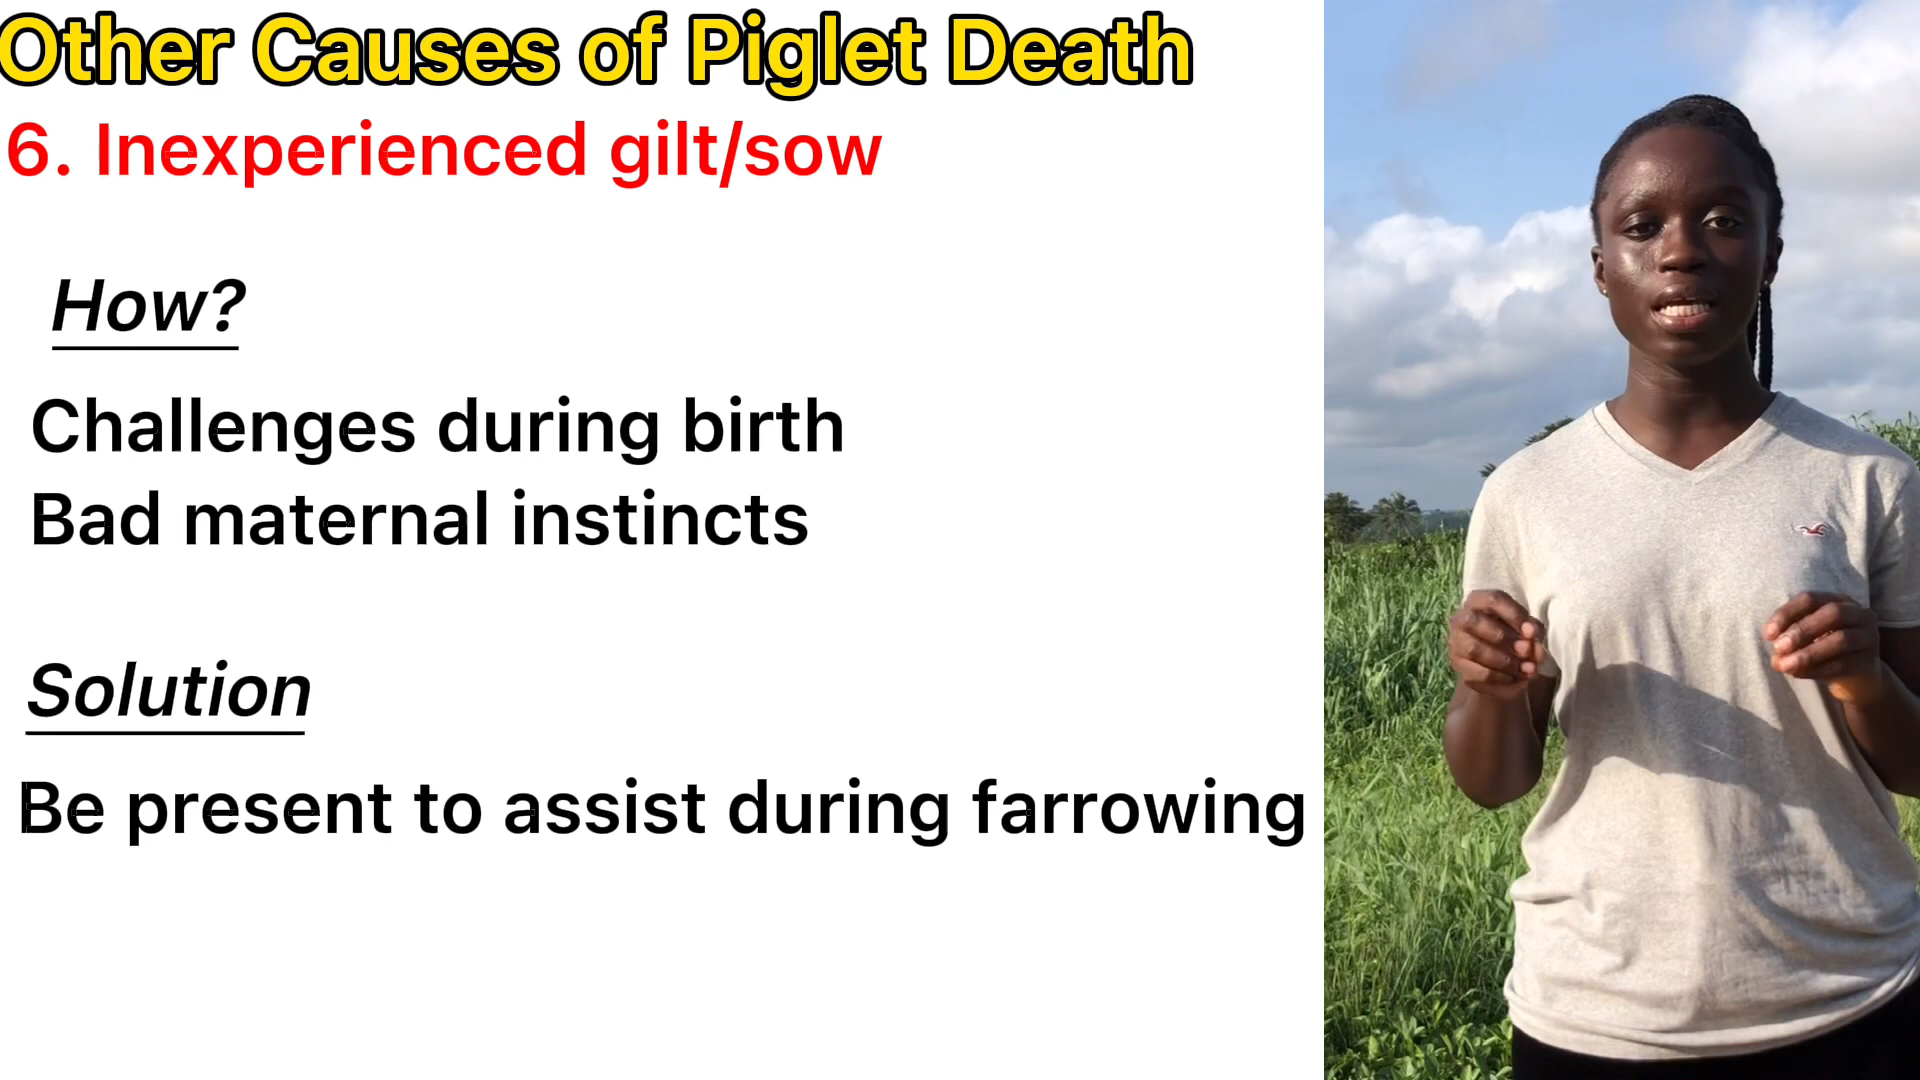 Other Causes of Piglet Death
6. Inexperienced gilt/sow
How?
Challenges during birth
Bad maternal instincts
Solution
Be present to assist during farrowing